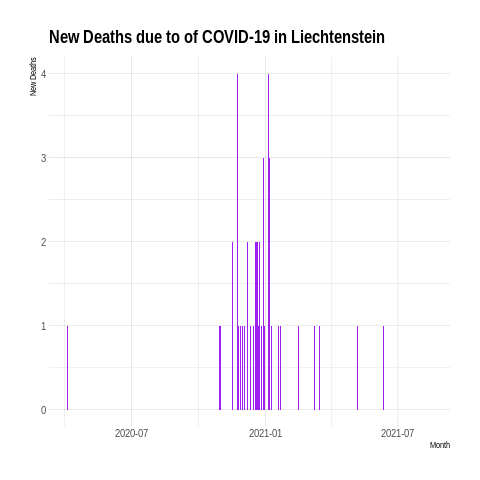 New Deaths due to of COVID-19 in Liechtenstein
New Deaths
4
3
2
1
0
2020-07 2021-01 2021-07
Month